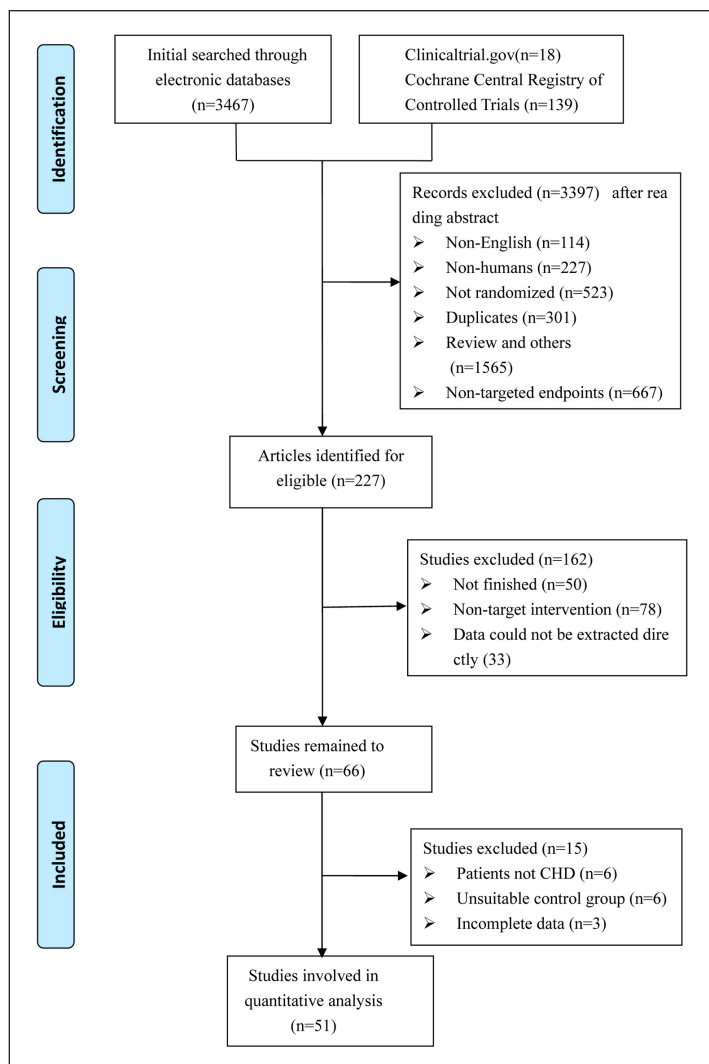 Identification
Initial searched through
electronic databases
(n=3467)
Clinicaltrial.gov(n=18)
Cochrane Central Registry of
Controlled Trials (n=139)
Records excluded (n=3397) after rea
ding abstract
➢ Non-English (n=114)
➢ Non-humans (n=227)
➢ Not randomized (n=523)
➢ Duplicates (n=301)
➢ Review and others
(n=1565)
➢ Non-targeted endpoints (n=667)
Screening
Articles identified for
eligible (n=227)
Eligibility
Studies excluded (n=162)
➢ Not finished (n=50)
➢ Non-target intervention (n=78)
➢ Data could not be extracted dire
ctly (33)
Studies remained to
review (n=66)
Included
Studies excluded (n=15)
➢ Patients not CHD (n=6)
➢ Unsuitable control group (n=6)
➢ Incomplete data (n=3)
Studies involved in
quantitative analysis
(n=51)